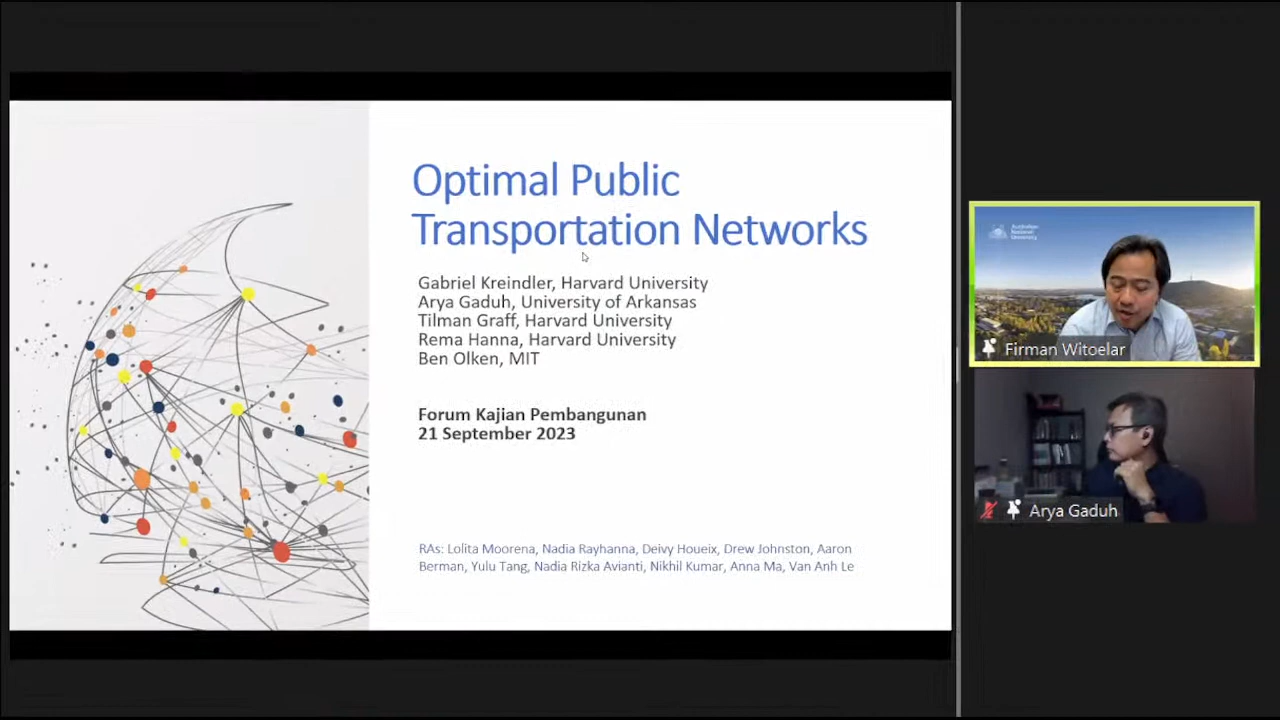 Optimal Public
Transportation Networks
Gabriel Kreindler, Harvard University
Arya Gaduh, University of Arkansas
Tilman Graff, Harvard University
Rema Hanna, Harvard University
Ben Olken, MIT
Forum Kajian Pembangunan
21 September 2023
RAs: Lolita Moorena, Nadia Rayhanna, Deivy Houeix, Drew Johnston, Aaron
Berman, Yulu Tang, Nadia Rizka Avianti, Nikhil Kumar, Anna Ma, Van Anh Le
Australian
National
University
Firman Witoelar
Arya Gaduh